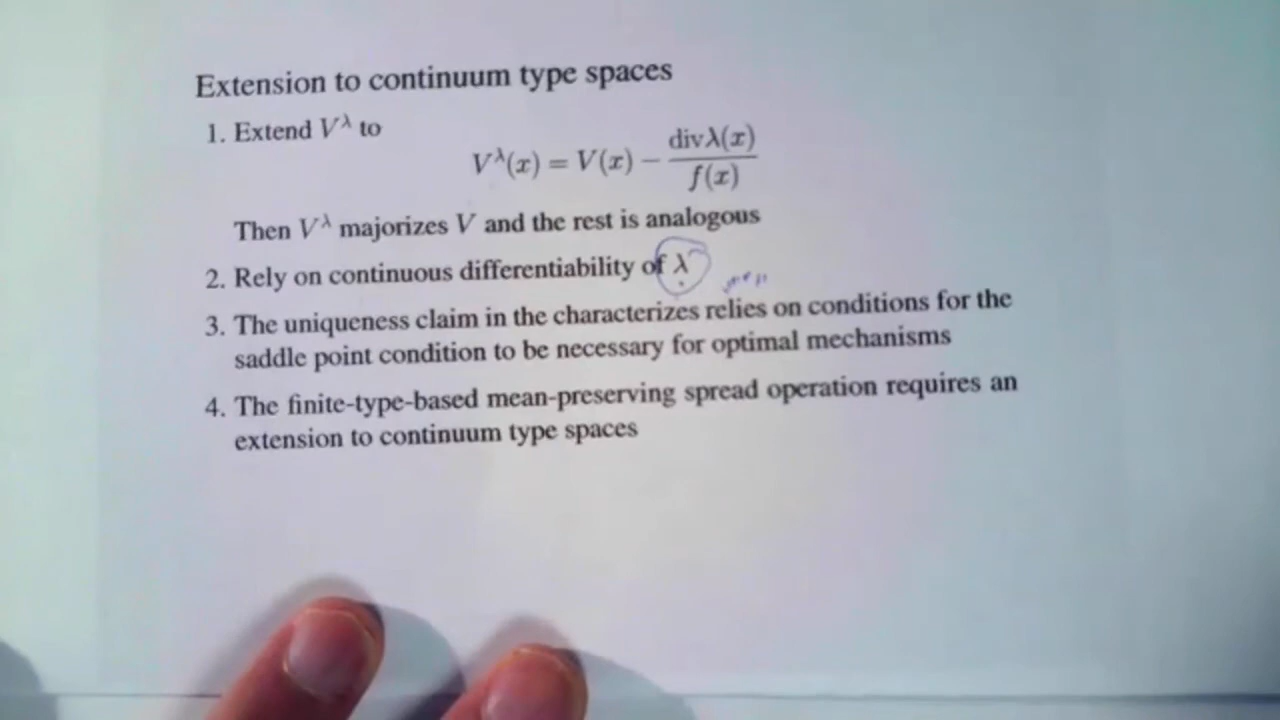 Extension to continuum type spaces
1. Extend V^λ to
V^λ(x) = V(x) − divλ(x) / f(x)
Then V^λ majorizes V and the rest is analogous
2. Rely on continuous differentiability of λ
3. The uniqueness claim in the characterizes relies on conditions for the
saddle point condition to be necessary for optimal mechanisms
4. The finite-type-based mean-preserving spread operation requires an
extension to continuum type spaces